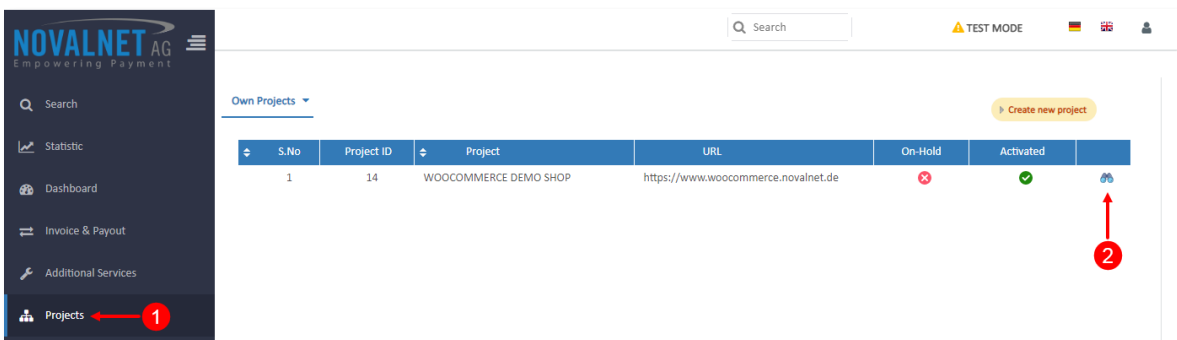 NOVALNET AG
Empowering Payment
Search
TEST MODE
Search
Statistic
Dashboard
Invoice & Payout
Additional Services
Projects
1
Own Projects
Create new project
S.No Project ID Project URL On-Hold Activated
1 14 WOOCOMMERCE DEMO SHOP https://www.woocommerce.novalnet.de
2